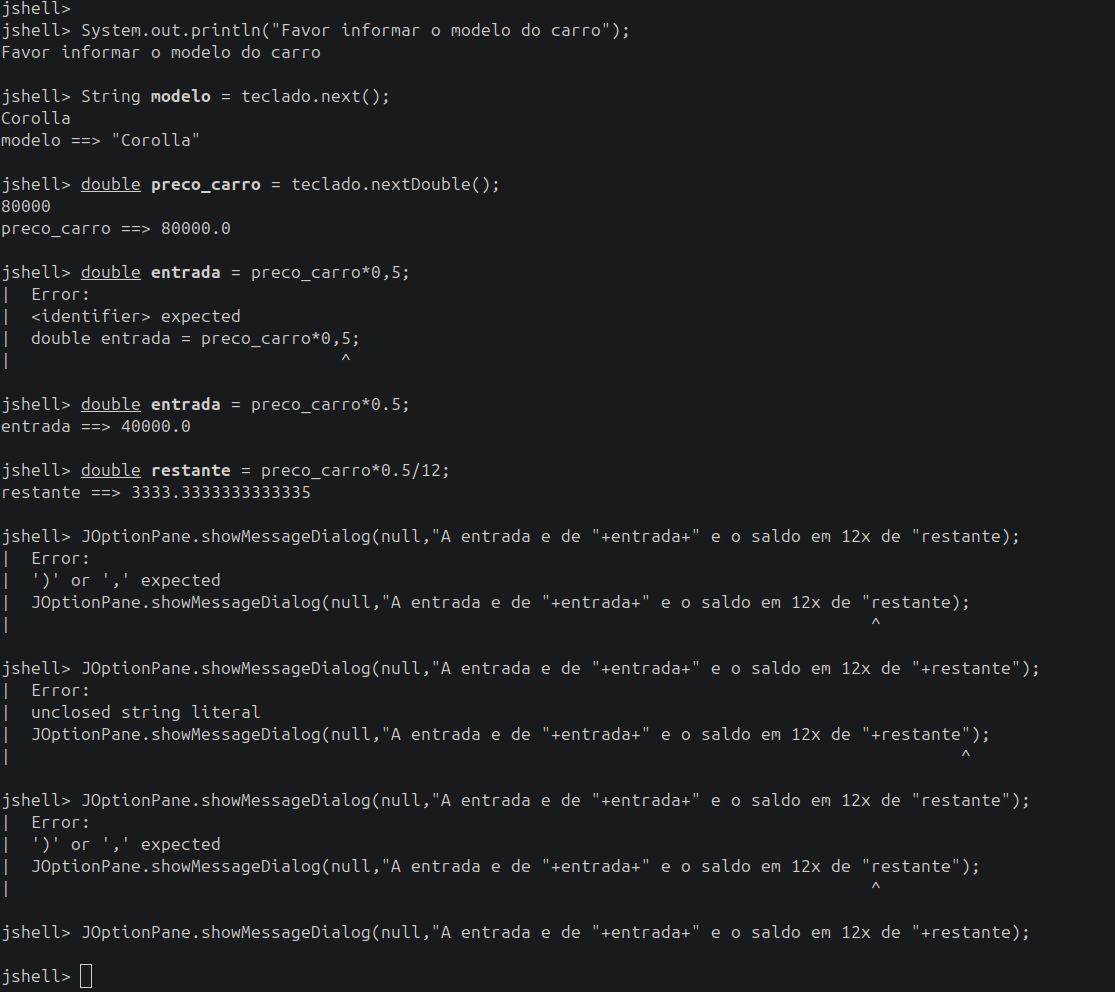 jshell>
jshell> System.out.println("Favor informar o modelo do carro");
Favor informar o modelo do carro
jshell> String modelo = teclado.next();
Corolla
modelo ==> "Corolla"
jshell> double preco_carro = teclado.nextDouble();
80000
preco_carro ==> 80000.0
jshell> double entrada = preco_carro*0,5;
|  Error:
|  <identifier> expected
|  double entrada = preco_carro*0,5;
|                                  ^
jshell> double entrada = preco_carro*0.5;
entrada ==> 40000.0
jshell> double restante = preco_carro*0.5/12;
restante ==> 3333.3333333333335
jshell> JOptionPane.showMessageDialog(null,"A entrada e de "+entrada+" e o saldo em 12x de "restante);
|  Error:
|  ')' or ',' expected
|  JOptionPane.showMessageDialog(null,"A entrada e de "+entrada+" e o saldo em 12x de "restante);
|                                                                                       ^
jshell> JOptionPane.showMessageDialog(null,"A entrada e de "+entrada+" e o saldo em 12x de "+restante");
|  Error:
|  unclosed string literal
|  JOptionPane.showMessageDialog(null,"A entrada e de "+entrada+" e o saldo em 12x de "+restante");
|                                                                                                ^
jshell> JOptionPane.showMessageDialog(null,"A entrada e de "+entrada+" e o saldo em 12x de "restante");
|  Error:
|  ')' or ',' expected
|  JOptionPane.showMessageDialog(null,"A entrada e de "+entrada+" e o saldo em 12x de "restante");
|                                                                                       ^
jshell> JOptionPane.showMessageDialog(null,"A entrada e de "+entrada+" e o saldo em 12x de "+restante);
jshell>